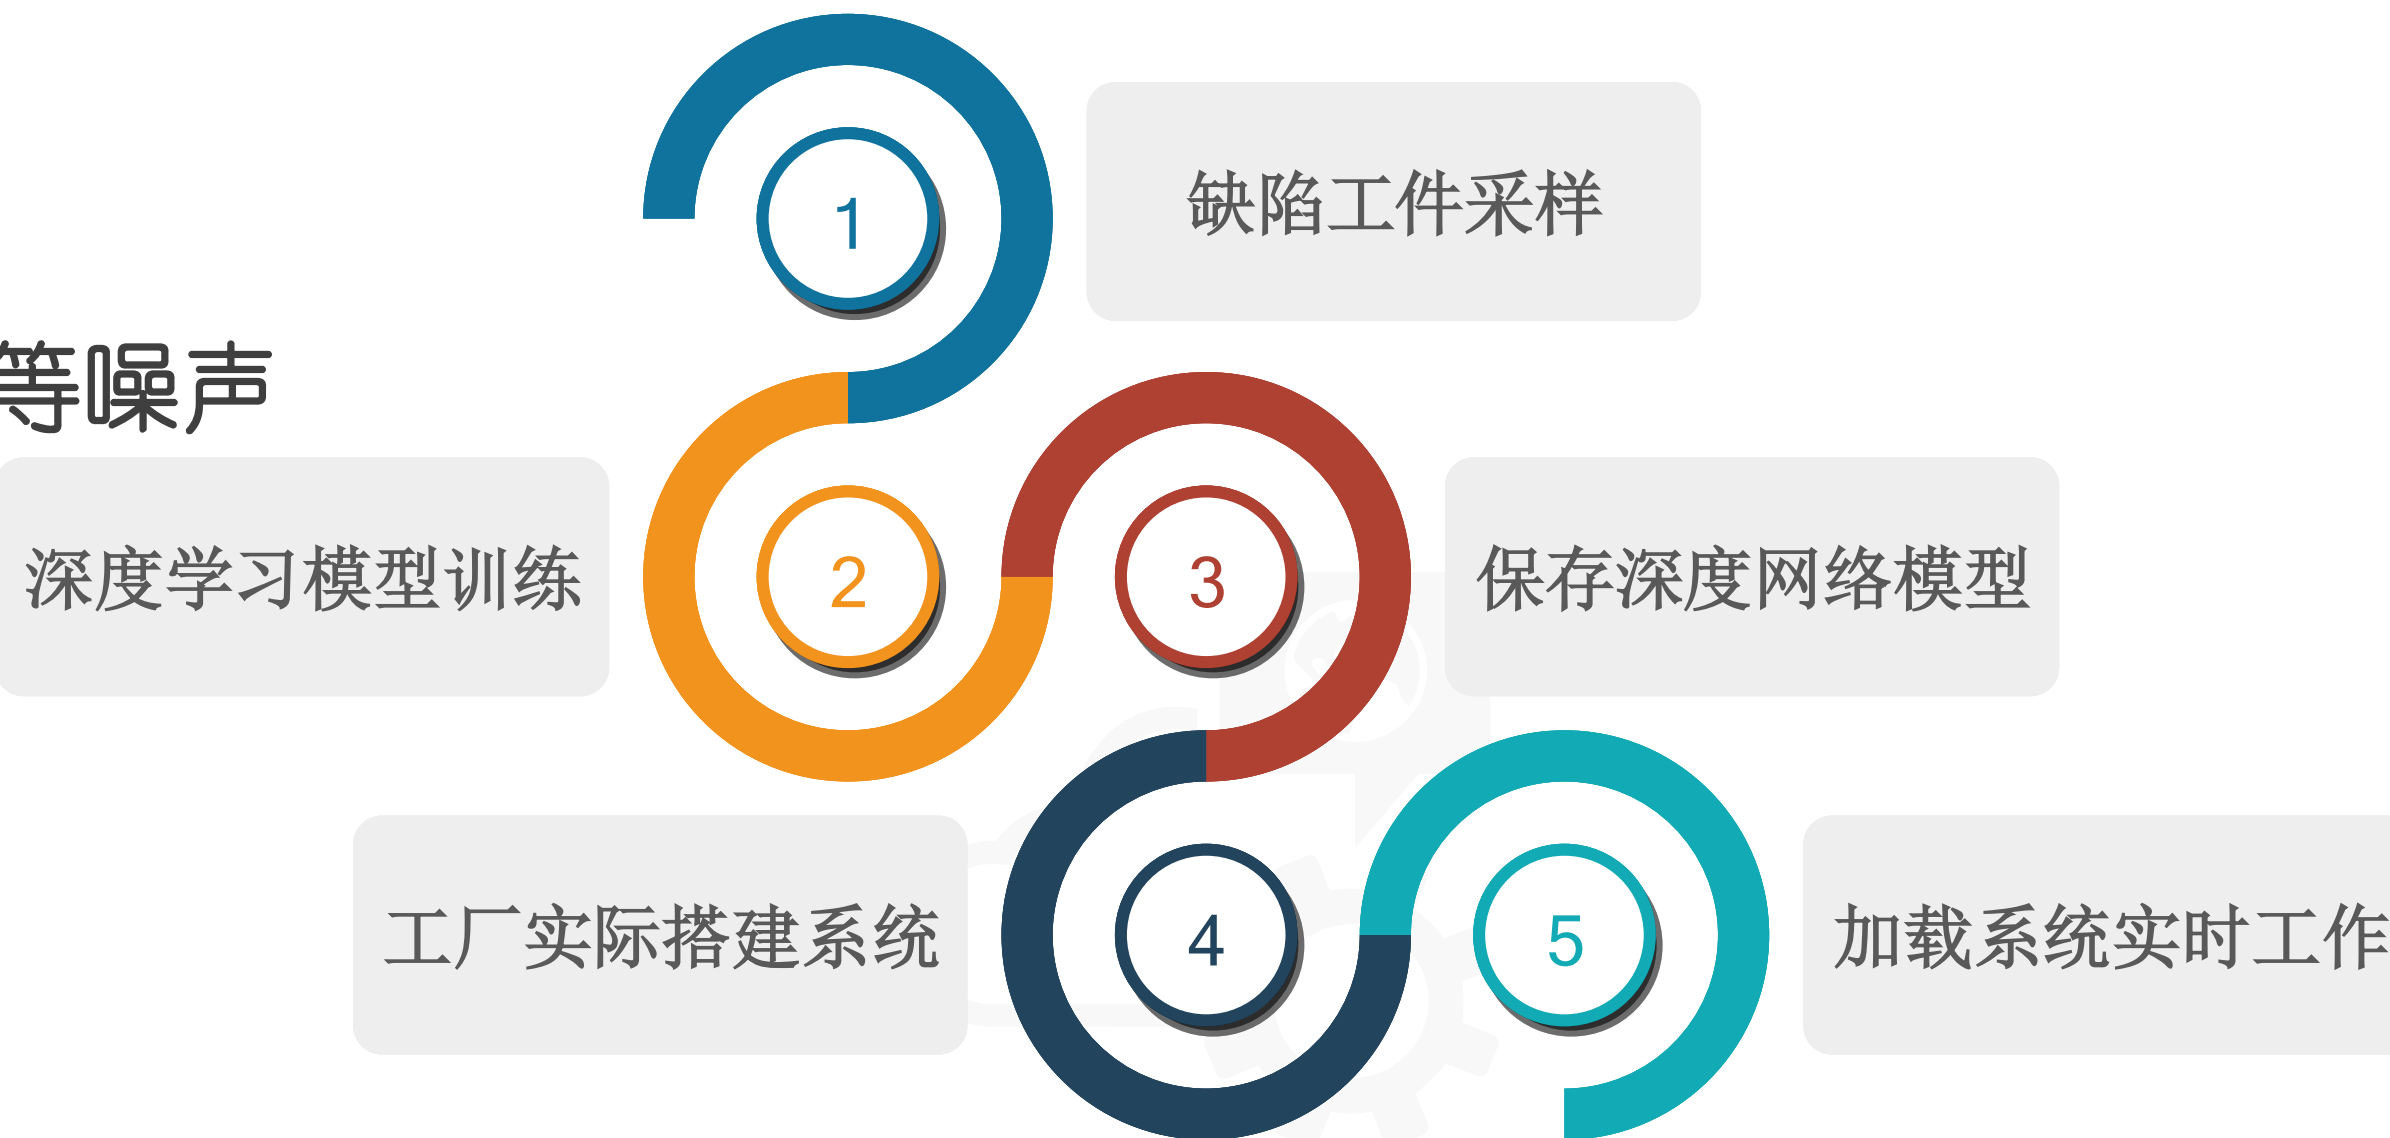 1
缺陷工件采样
等噪声
深度学习模型训练
2
3
保存深度网络模型
工厂实际搭建系统
4
5
加载系统实时工作